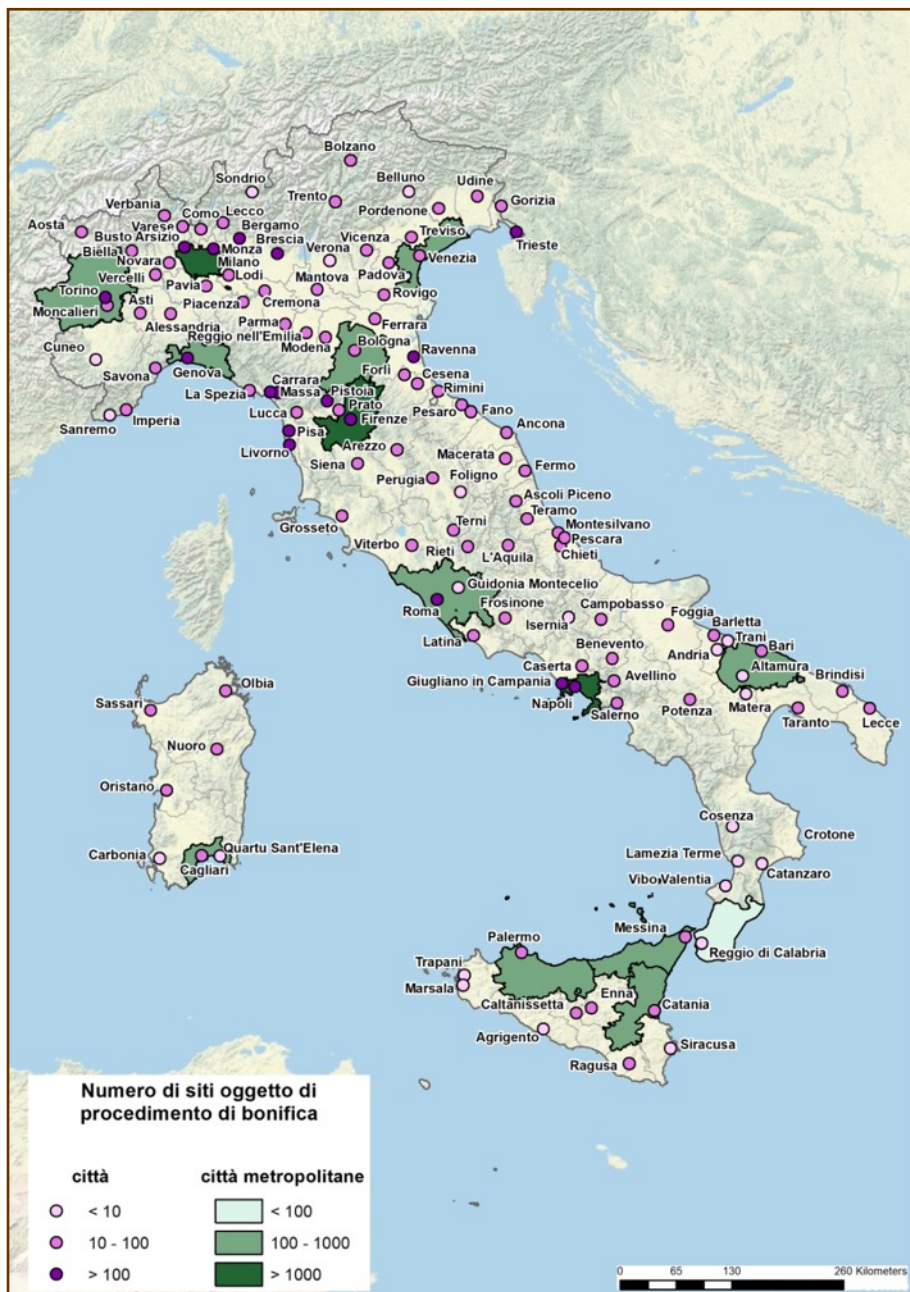 Bolzano
Sondrio
Belluno
Udine
Trento
Gorizia
Verbania
Pordenone
Como
Lecco
Aosta
Varese
Bergamo
Treviso
Busto Arsizio
Brescia
Vicenza
Trieste
Verona
Biella
Monza
Venezia
Novara
Milano
Padova
Vercelli
Lodi
Mantova
Torino
Pavia
Rovigo
Asti
Piacenza
Cremona
Moncalieri
Alessandria
Parma
Ferrara
Reggio nell'Emilia
Bologna
Cuneo
Modena
Ravenna
Genova
Forlì
Savona
Carrara
Cesena
La Spezia
Massa
Pistoia
Rimini
Prato
Lucca
Pesaro
Fano
Imperia
Firenze
Sanremo
Pisa
Ancona
Arezzo
Macerata
Livorno
Siena
Fermo
Perugia
Foligno
Ascoli Piceno
Teramo
Grosseto
Terni
Montesilvano
Viterbo
Pescara
Rieti
L'Aquila
Chieti
Guidonia Montecelio
Roma
Frosinone
Campobasso
Foggia
Isernia
Barletta
Latina
Trani
Benevento
Bari
Andria
Caserta
Altamura
Giugliano in Campania
Avellino
Brindisi
Olbia
Napoli
Matera
Sassari
Salerno
Potenza
Taranto
Lecce
Nuoro
Oristano
Cosenza
Crotone
Quartu Sant'Elena
Carbonia
Lamezia Terme
Cagliari
Catanzaro
Vibo Valentia
Messina
Palermo
Reggio di Calabria
Trapani
Marsala
Enna
Caltanissetta
Catania
Agrigento
Siracusa
Ragusa
Numero di siti oggetto di
procedimento di bonifica
città città metropolitane
< 10 < 100
10 - 100 100 - 1000
> 100 > 1000
0 65 130 260 Kilometers